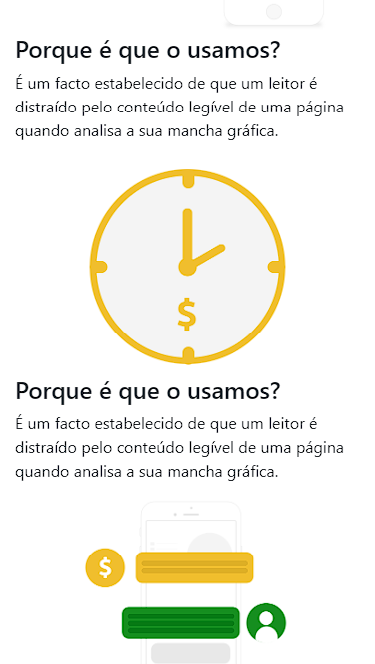 Porque é que o usamos?
É um facto estabelecido de que um leitor é
distraído pelo conteúdo legível de uma página
quando analisa a sua mancha gráfica.
$
Porque é que o usamos?
É um facto estabelecido de que um leitor é
distraído pelo conteúdo legível de uma página
quando analisa a sua mancha gráfica.
$